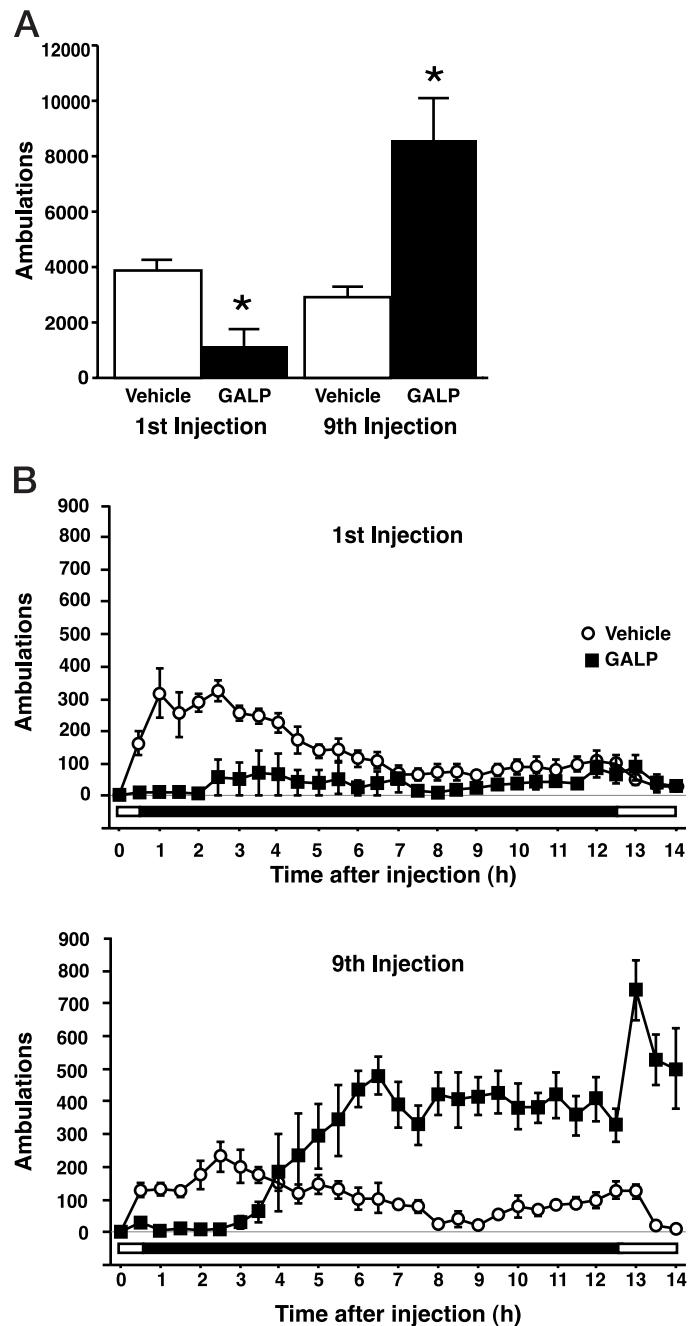 A
12000
10000
8000
6000
4000
2000
0
Ambulations
*
*
Vehicle GALP Vehicle GALP
1st Injection 9th Injection
B
900
800
700
600
500
400
300
200
100
0
Ambulations
1st Injection
Vehicle
GALP
0 1 2 3 4 5 6 7 8 9 10 11 12 13 14
Time after injection (h)
900
800
700
600
500
400
300
200
100
0
Ambulations
9th Injection
0 1 2 3 4 5 6 7 8 9 10 11 12 13 14
Time after injection (h)